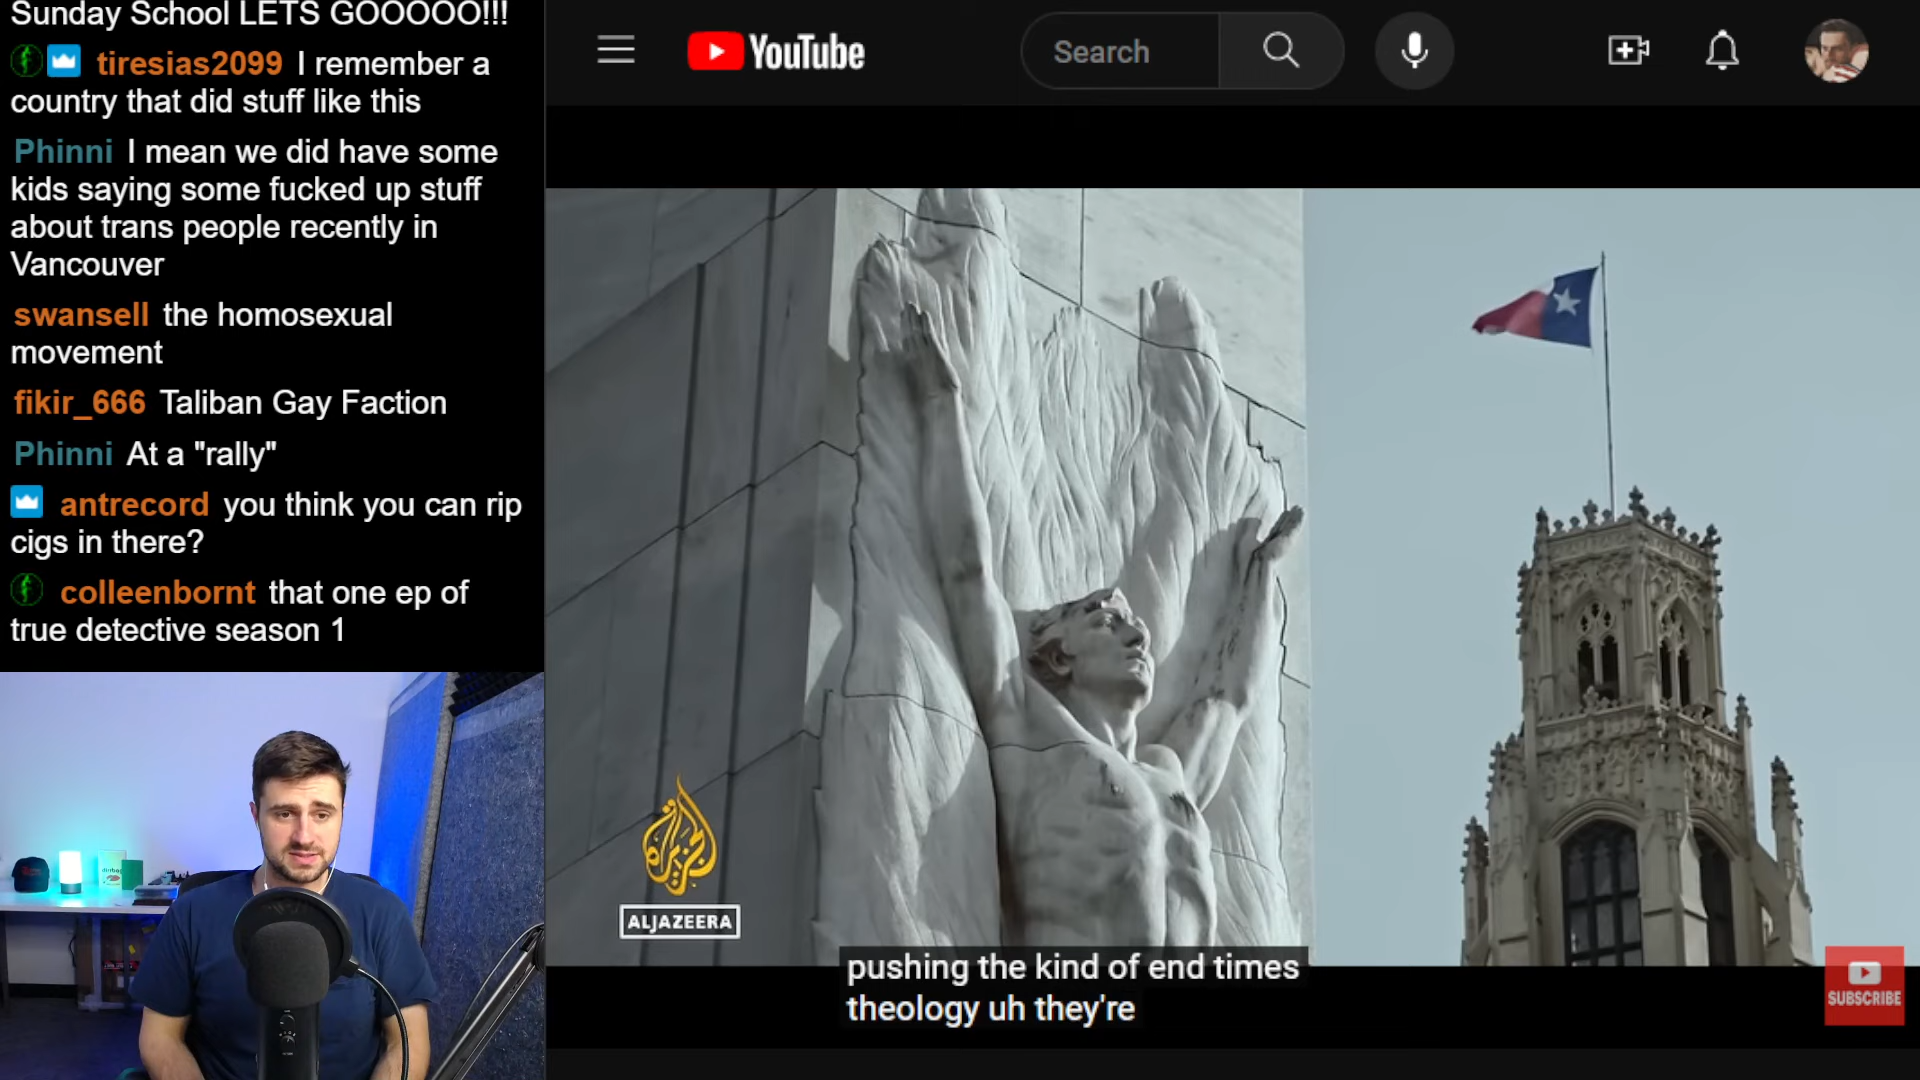 Sunday School LETS GOOOOO!!!
tiresias2099 I remember a
country that did stuff like this
Phinni I mean we did have some
kids saying some fucked up stuff
about trans people recently in
Vancouver
swansell the homosexual
movement
fikir_666 Taliban Gay Faction
Phinni At a "rally"
antrecord you think you can rip
cigs in there?
colleenbornt that one ep of
true detective season 1
YouTube
Search
ALJAZEERA
pushing the kind of end times
theology uh they're
SUBSCRIBE